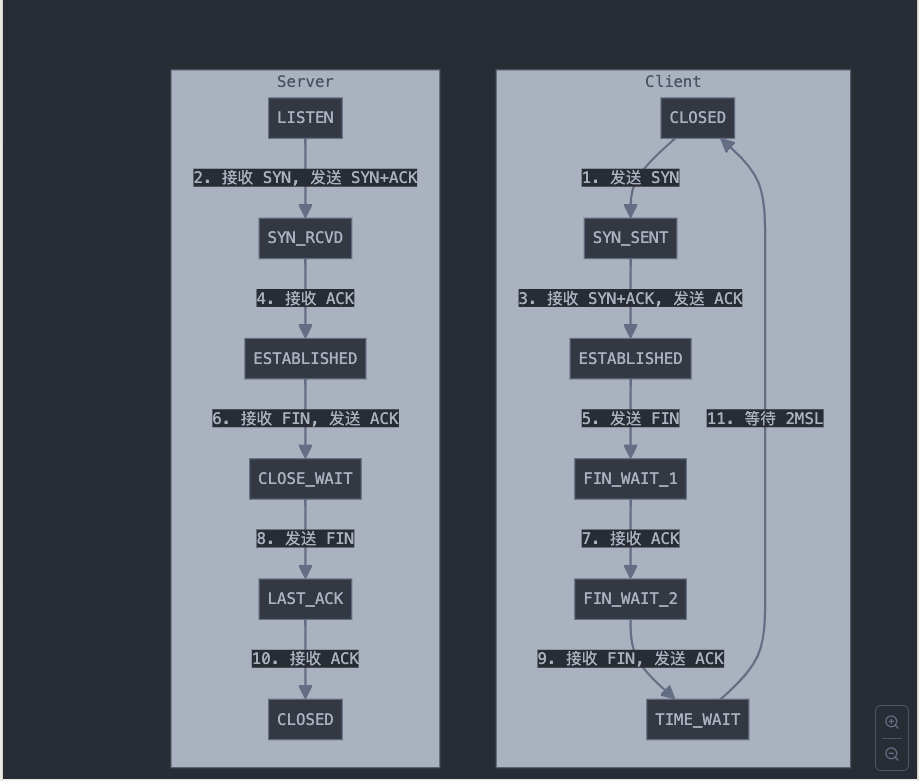 Server
LISTEN
2. 接收 SYN, 发送 SYN+ACK
SYN_RCVD
4. 接收 ACK
ESTABLISHED
6. 接收 FIN, 发送 ACK
CLOSE_WAIT
8. 发送 FIN
LAST_ACK
10. 接收 ACK
CLOSED
Client
CLOSED
1. 发送 SYN
SYN_SENT
3. 接收 SYN+ACK, 发送 ACK
ESTABLISHED
5. 发送 FIN
11. 等待 2MSL
FIN_WAIT_1
7. 接收 ACK
FIN_WAIT_2
9. 接收 FIN, 发送 ACK
TIME_WAIT